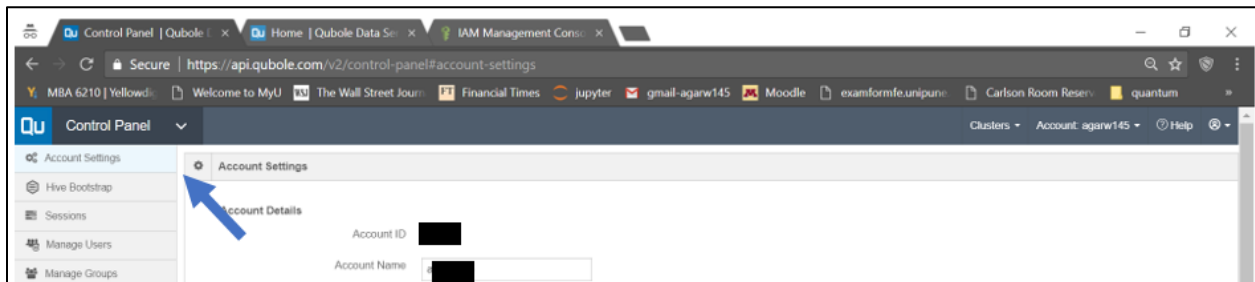 Control Panel | Qubole D
Home | Qubole Data Ser
IAM Management Conso
Secure | https://api.qubole.com/v2/control-panel#account-settings
MBA 6210 | Yellowdig Welcome to MyU WSJ The Wall Street Journ FT Financial Times jupyter gmail-agarw145 Moodle examformfe.unipune. Carlson Room Reserv quantum »
Qu Control Panel Clusters Account: agarw145 Help
Account Settings
Account Settings
Hive Bootstrap
Sessions
Account Details
Account ID
Manage Users
Account Name a
Manage Groups